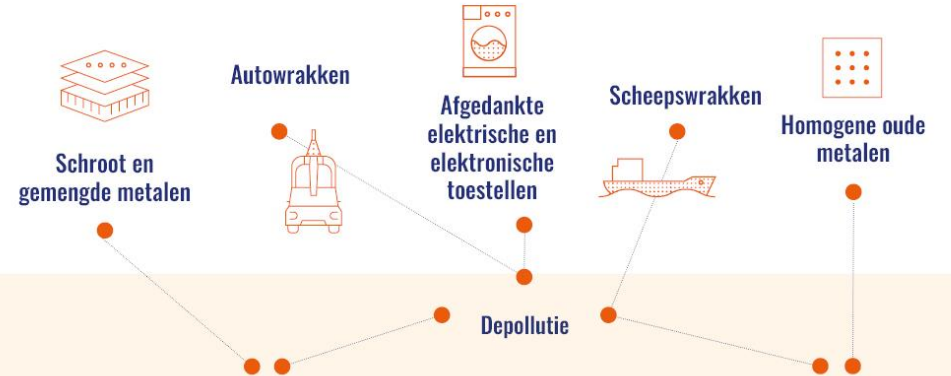 Schroot en
gemengde metalen
Autowrakken
Afgedankte
elektrische en
elektronische
toestellen
Scheepswrakken
Homogene oude
metalen
Depollutie